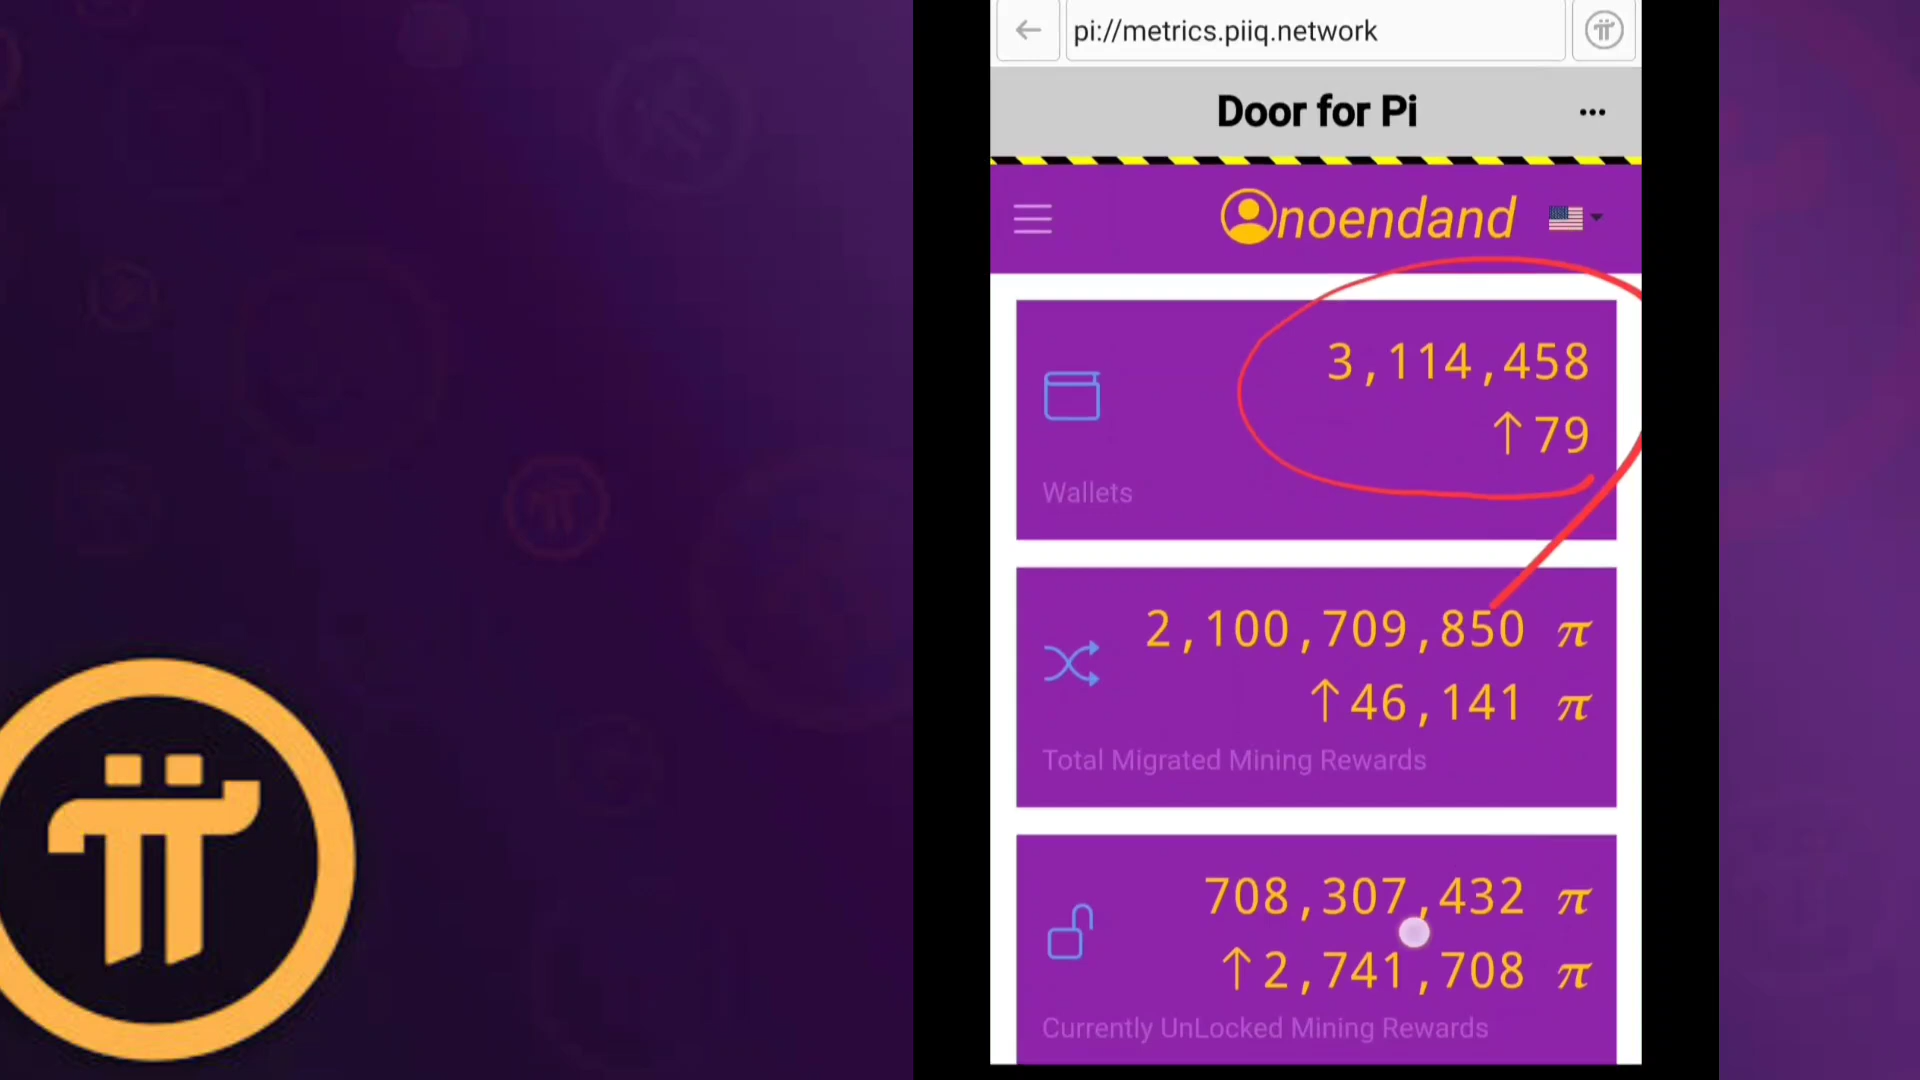 pi://metrics.piiq.network
Door for Pi
noendand
3,114,458
↑79
Wallets
2,100,709,850 π
↑46,141 π
Total Migrated Mining Rewards
708,307,432 π
↑2,741,708 π
Currently UnLocked Mining Rewards